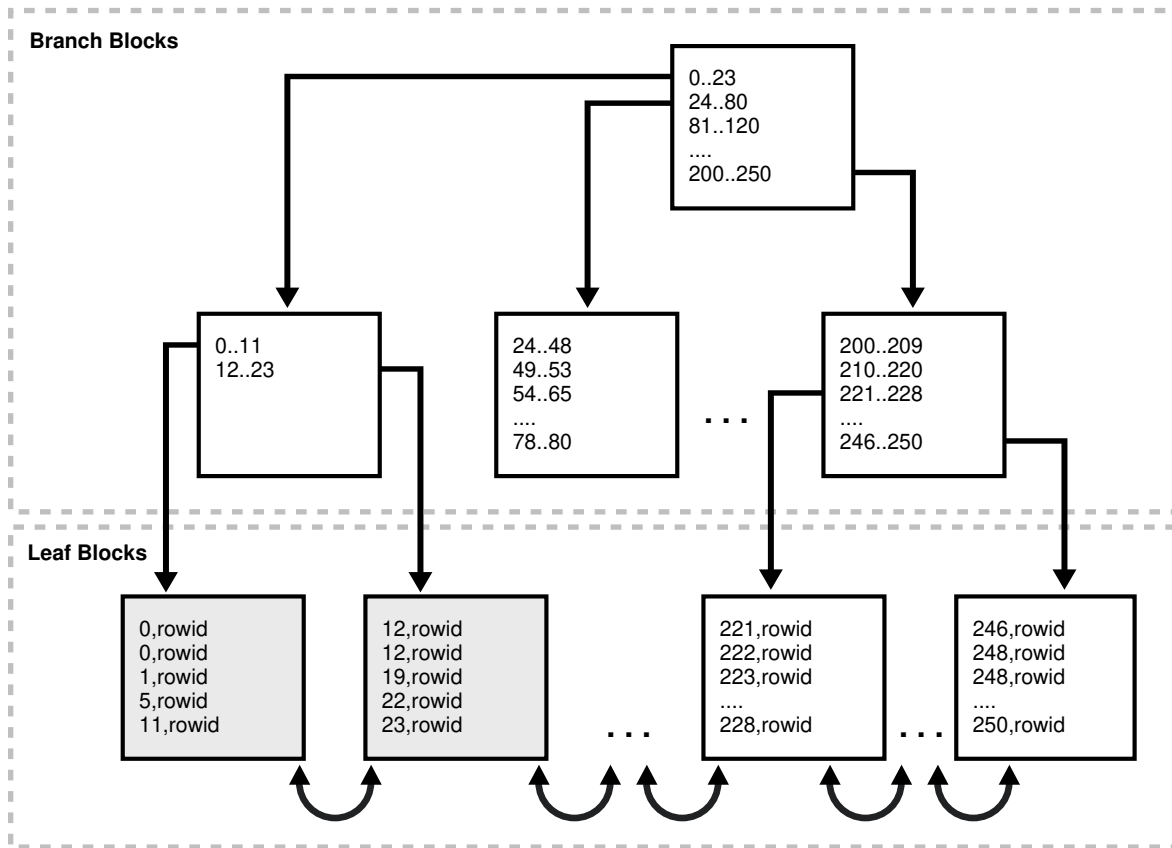 Branch Blocks
0..23
24..80
81..120
....
200..250
0..11
12..23
24..48
49..53
54..65
....
78..80
...
200..209
210..220
221..228
....
246..250
Leaf Blocks
0,rowid
0,rowid
1,rowid
5,rowid
11,rowid
12,rowid
12,rowid
19,rowid
22,rowid
23,rowid
...
221,rowid
222,rowid
223,rowid
....
228,rowid
...
246,rowid
248,rowid
248,rowid
....
250,rowid